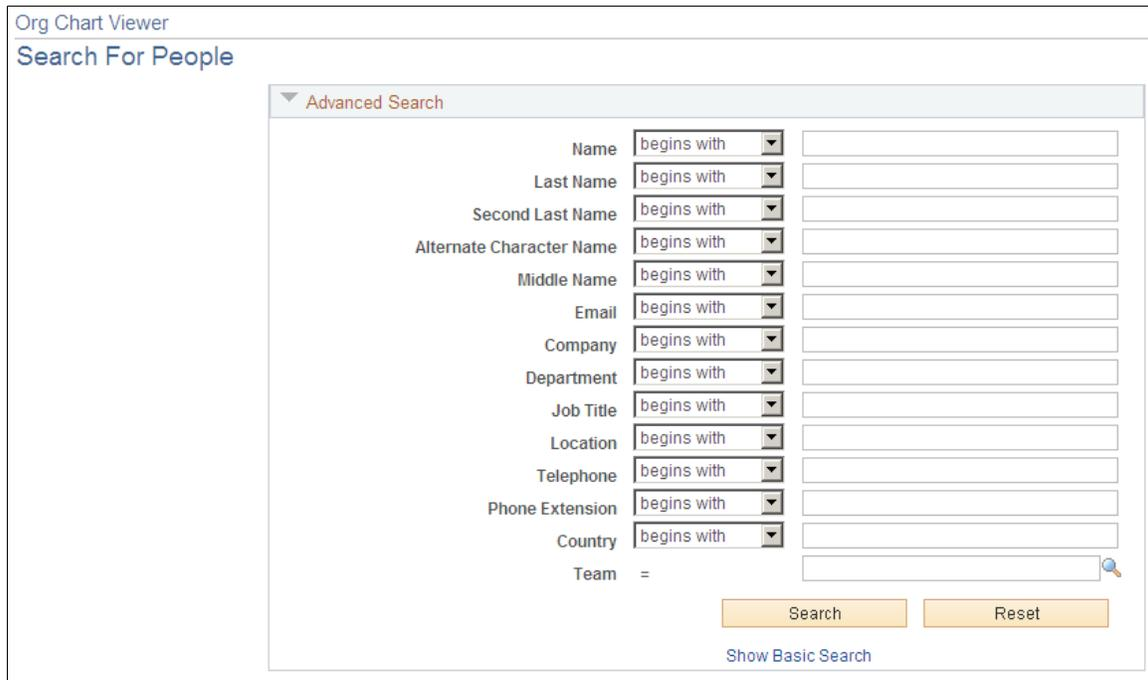 Org Chart Viewer
Search For People
Advanced Search
Name begins with
Last Name begins with
Second Last Name begins with
Alternate Character Name begins with
Middle Name begins with
Email begins with
Company begins with
Department begins with
Job Title begins with
Location begins with
Telephone begins with
Phone Extension begins with
Country begins with
Team =
Search Reset
Show Basic Search